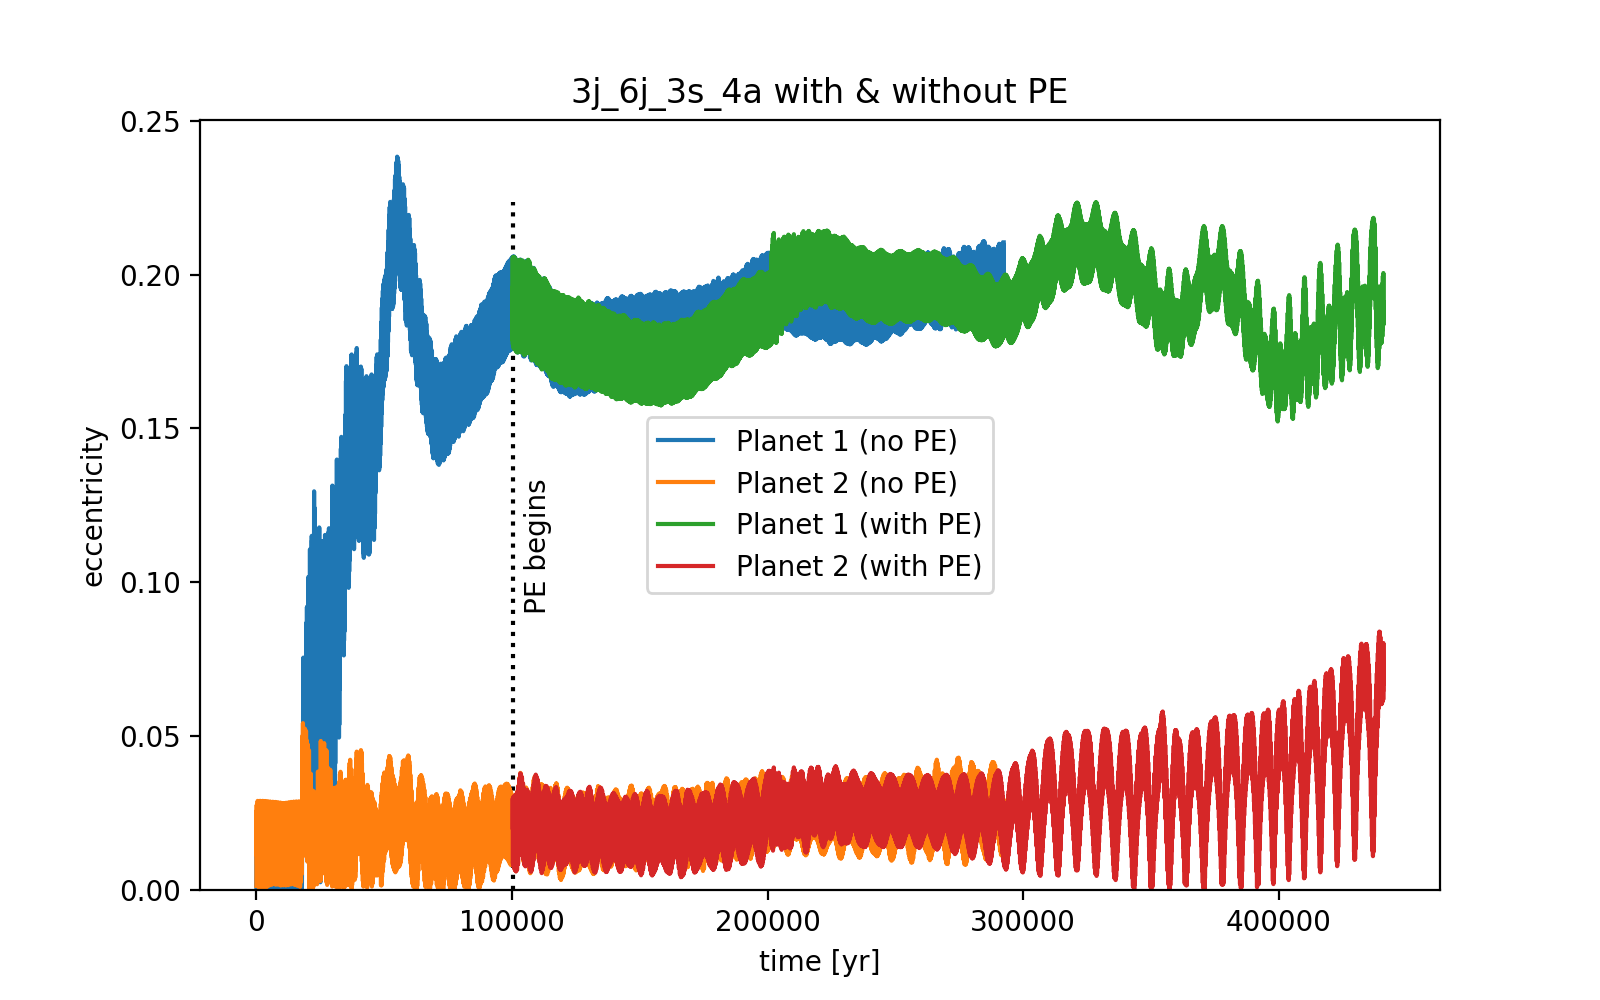 3j_6j_3s_4a with & without PE
eccentricity
0.25
0.20
0.15
0.10
0.05
0.00
PE begins
Planet 1 (no PE)
Planet 2 (no PE)
Planet 1 (with PE)
Planet 2 (with PE)
0
100000
200000
300000
400000
time [yr]